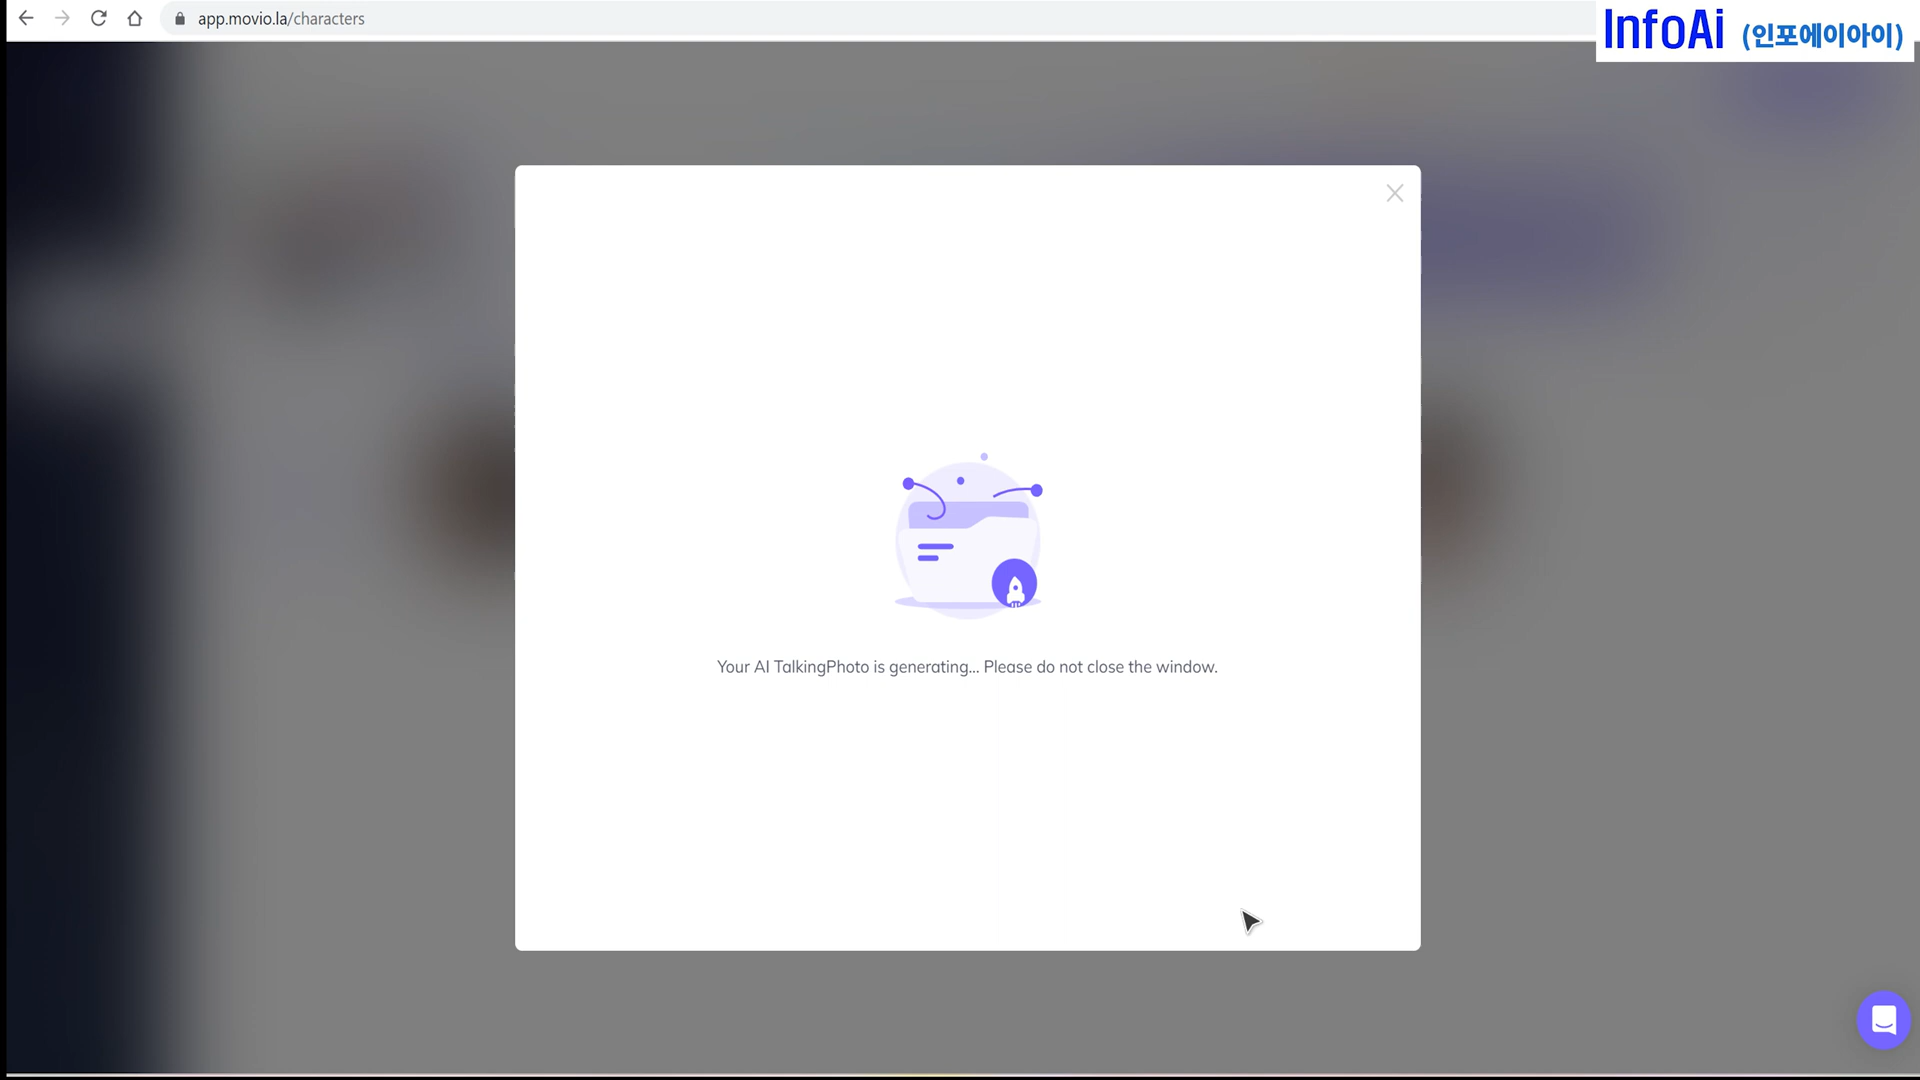 app.movio.la/characters
InfoAi (인포에이아이)
Your AI TalkingPhoto is generating... Please do not close the window.